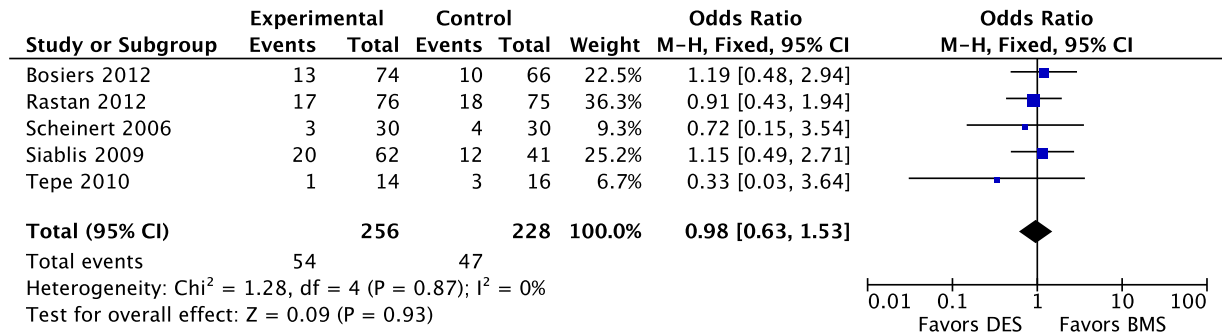 Experimental Control Odds Ratio Odds Ratio
Study or Subgroup Events Total Events Total Weight M-H, Fixed, 95% CI M-H, Fixed, 95% CI
Bosiers 2012 13 74 10 66 22.5% 1.19 [0.48, 2.94]
Rastan 2012 17 76 18 75 36.3% 0.91 [0.43, 1.94]
Scheinert 2006 3 30 4 30 9.3% 0.72 [0.15, 3.54]
Siablis 2009 20 62 12 41 25.2% 1.15 [0.49, 2.71]
Tepe 2010 1 14 3 16 6.7% 0.33 [0.03, 3.64]
Total (95% CI) 256 228 100.0% 0.98 [0.63, 1.53]
Total events 54 47
Heterogeneity: Chi² = 1.28, df = 4 (P = 0.87); I² = 0%
Test for overall effect: Z = 0.09 (P = 0.93)
0.01 0.1 1 10 100
Favors DES Favors BMS